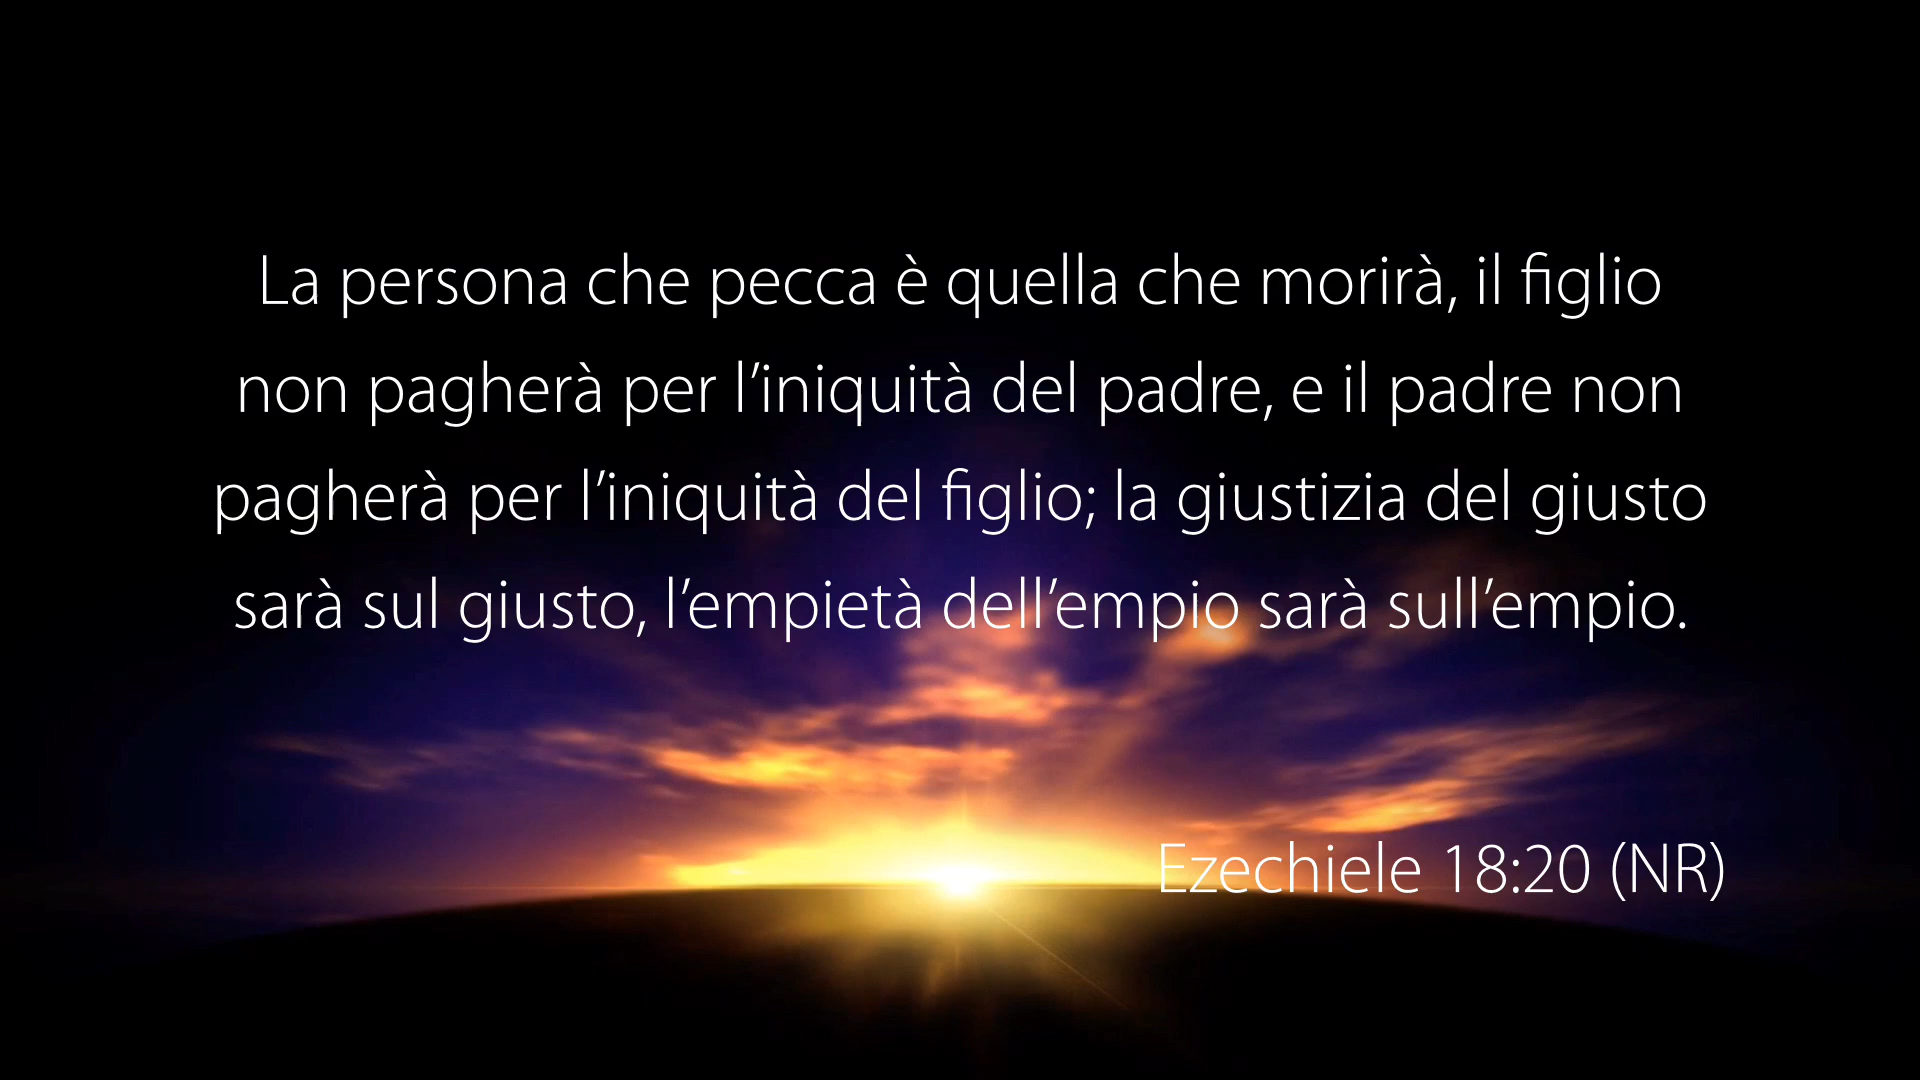 La persona che pecca è quella che morirà, il figlio
non pagherà per l’iniquità del padre, e il padre non
pagherà per l’iniquità del figlio; la giustizia del giusto
sarà sul giusto, l’empietà dell’empio sarà sull’empio.
Ezechiele 18:20 (NR)